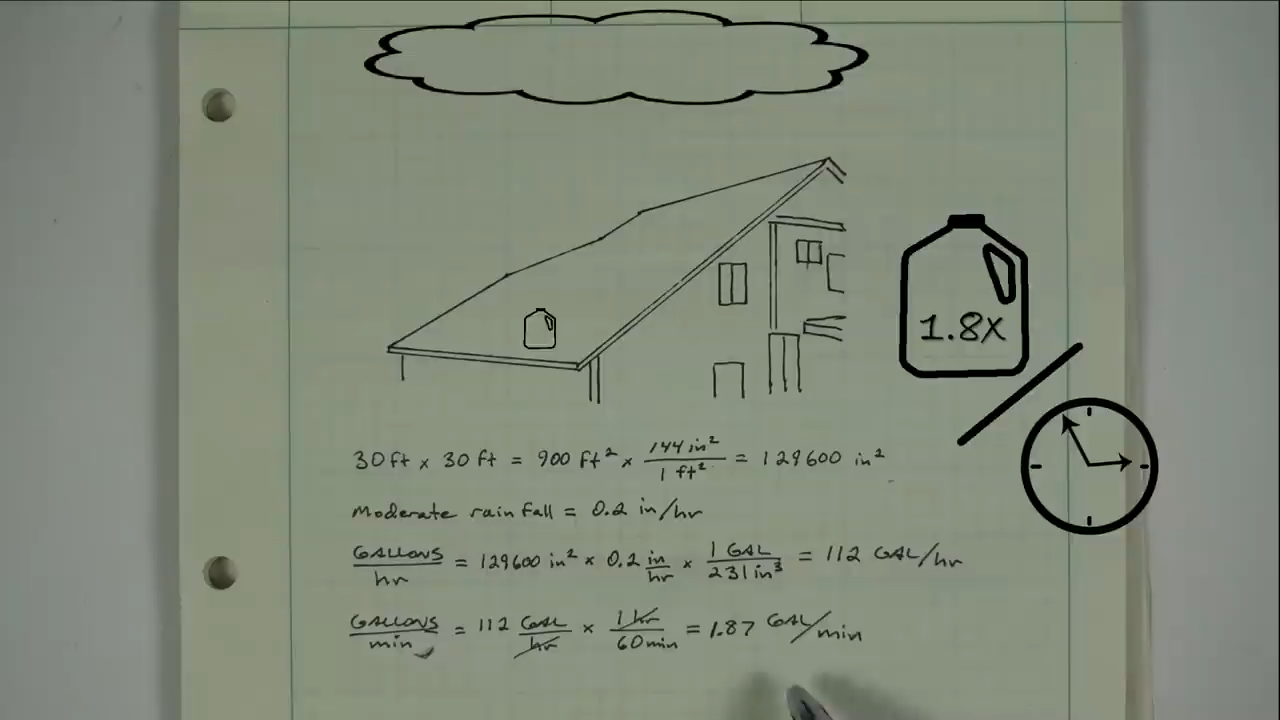 1.8X
30 ft x 30 ft = 900 ft² x 144 in² / 1 ft² = 129600 in²
Moderate rainfall = 0.2 in/hr
GALLONS / hr = 129600 in² x 0.2 in / hr x 1 GAL / 231 in³ = 112 GAL/hr
GALLONS / min = 112 GAL / hr x 1 hr / 60 min = 1.87 GAL/min